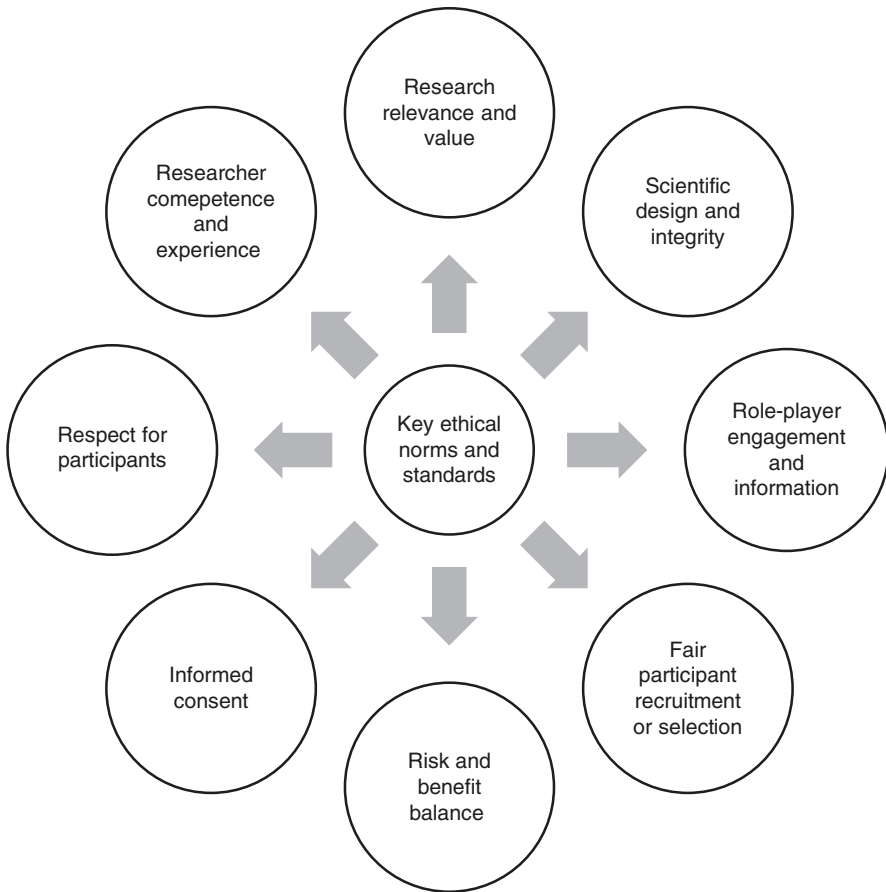 Research
relevance and
value
Scientific
design and
integrity
Role-player
engagement
and
information
Fair
participant
recruitment
or selection
Risk and
benefit
balance
Informed
consent
Respect for
participants
Researcher
comepetence
and
experience
Key ethical
norms and
standards